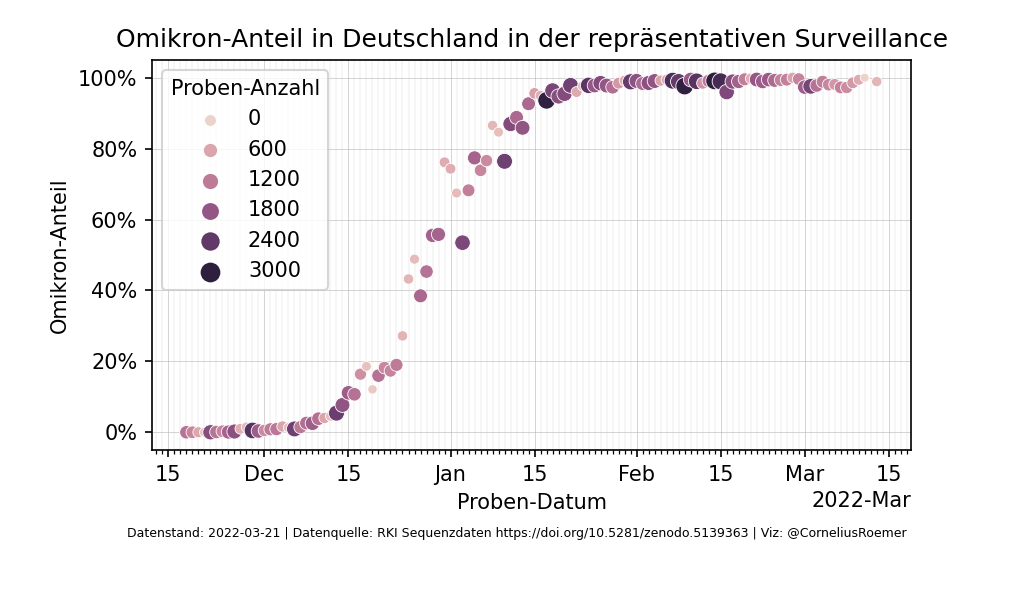 Omikron-Anteil in Deutschland in der repräsentativen Surveillance
100%
80%
60%
40%
20%
0%
Omikron-Anteil
Proben-Anzahl
0
600
1200
1800
2400
3000
15 Dec 15 Jan 15 Feb 15 Mar 15
Proben-Datum
2022-Mar
Datenstand: 2022-03-21 | Datenquelle: RKI Sequenzdaten https://doi.org/10.5281/zenodo.5139363 | Viz: @CorneliusRoemer